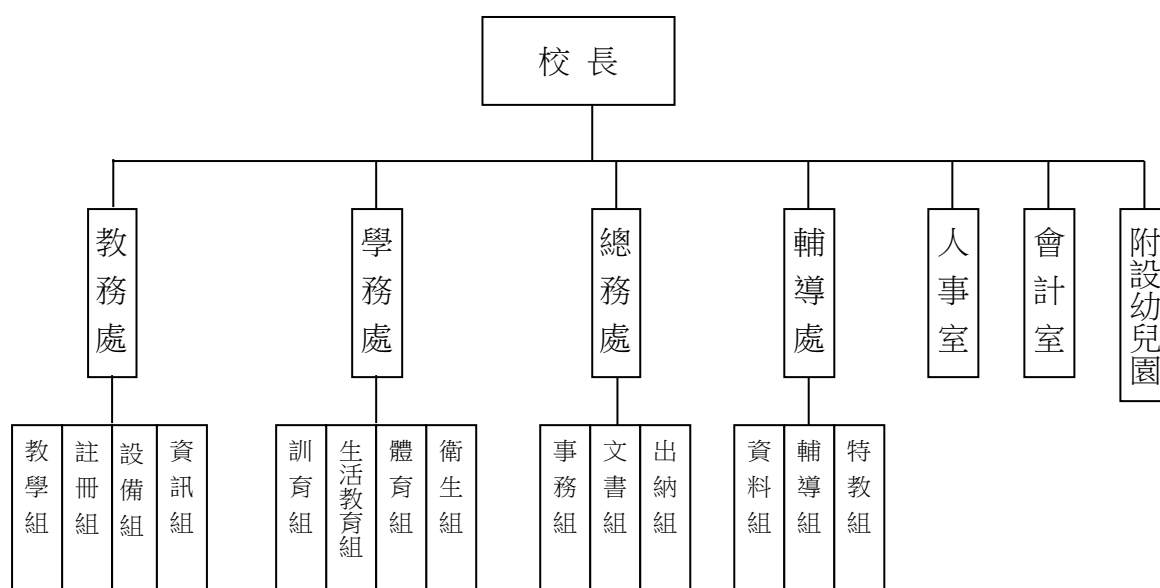 校長
教務處
學務處
總務處
輔導處
人事室
會計室
附設幼兒園
教學組
註冊組
設備組
資訊組
訓育組
生活教育組
體育組
衛生組
事務組
文書組
出納組
資料組
輔導組
特教組